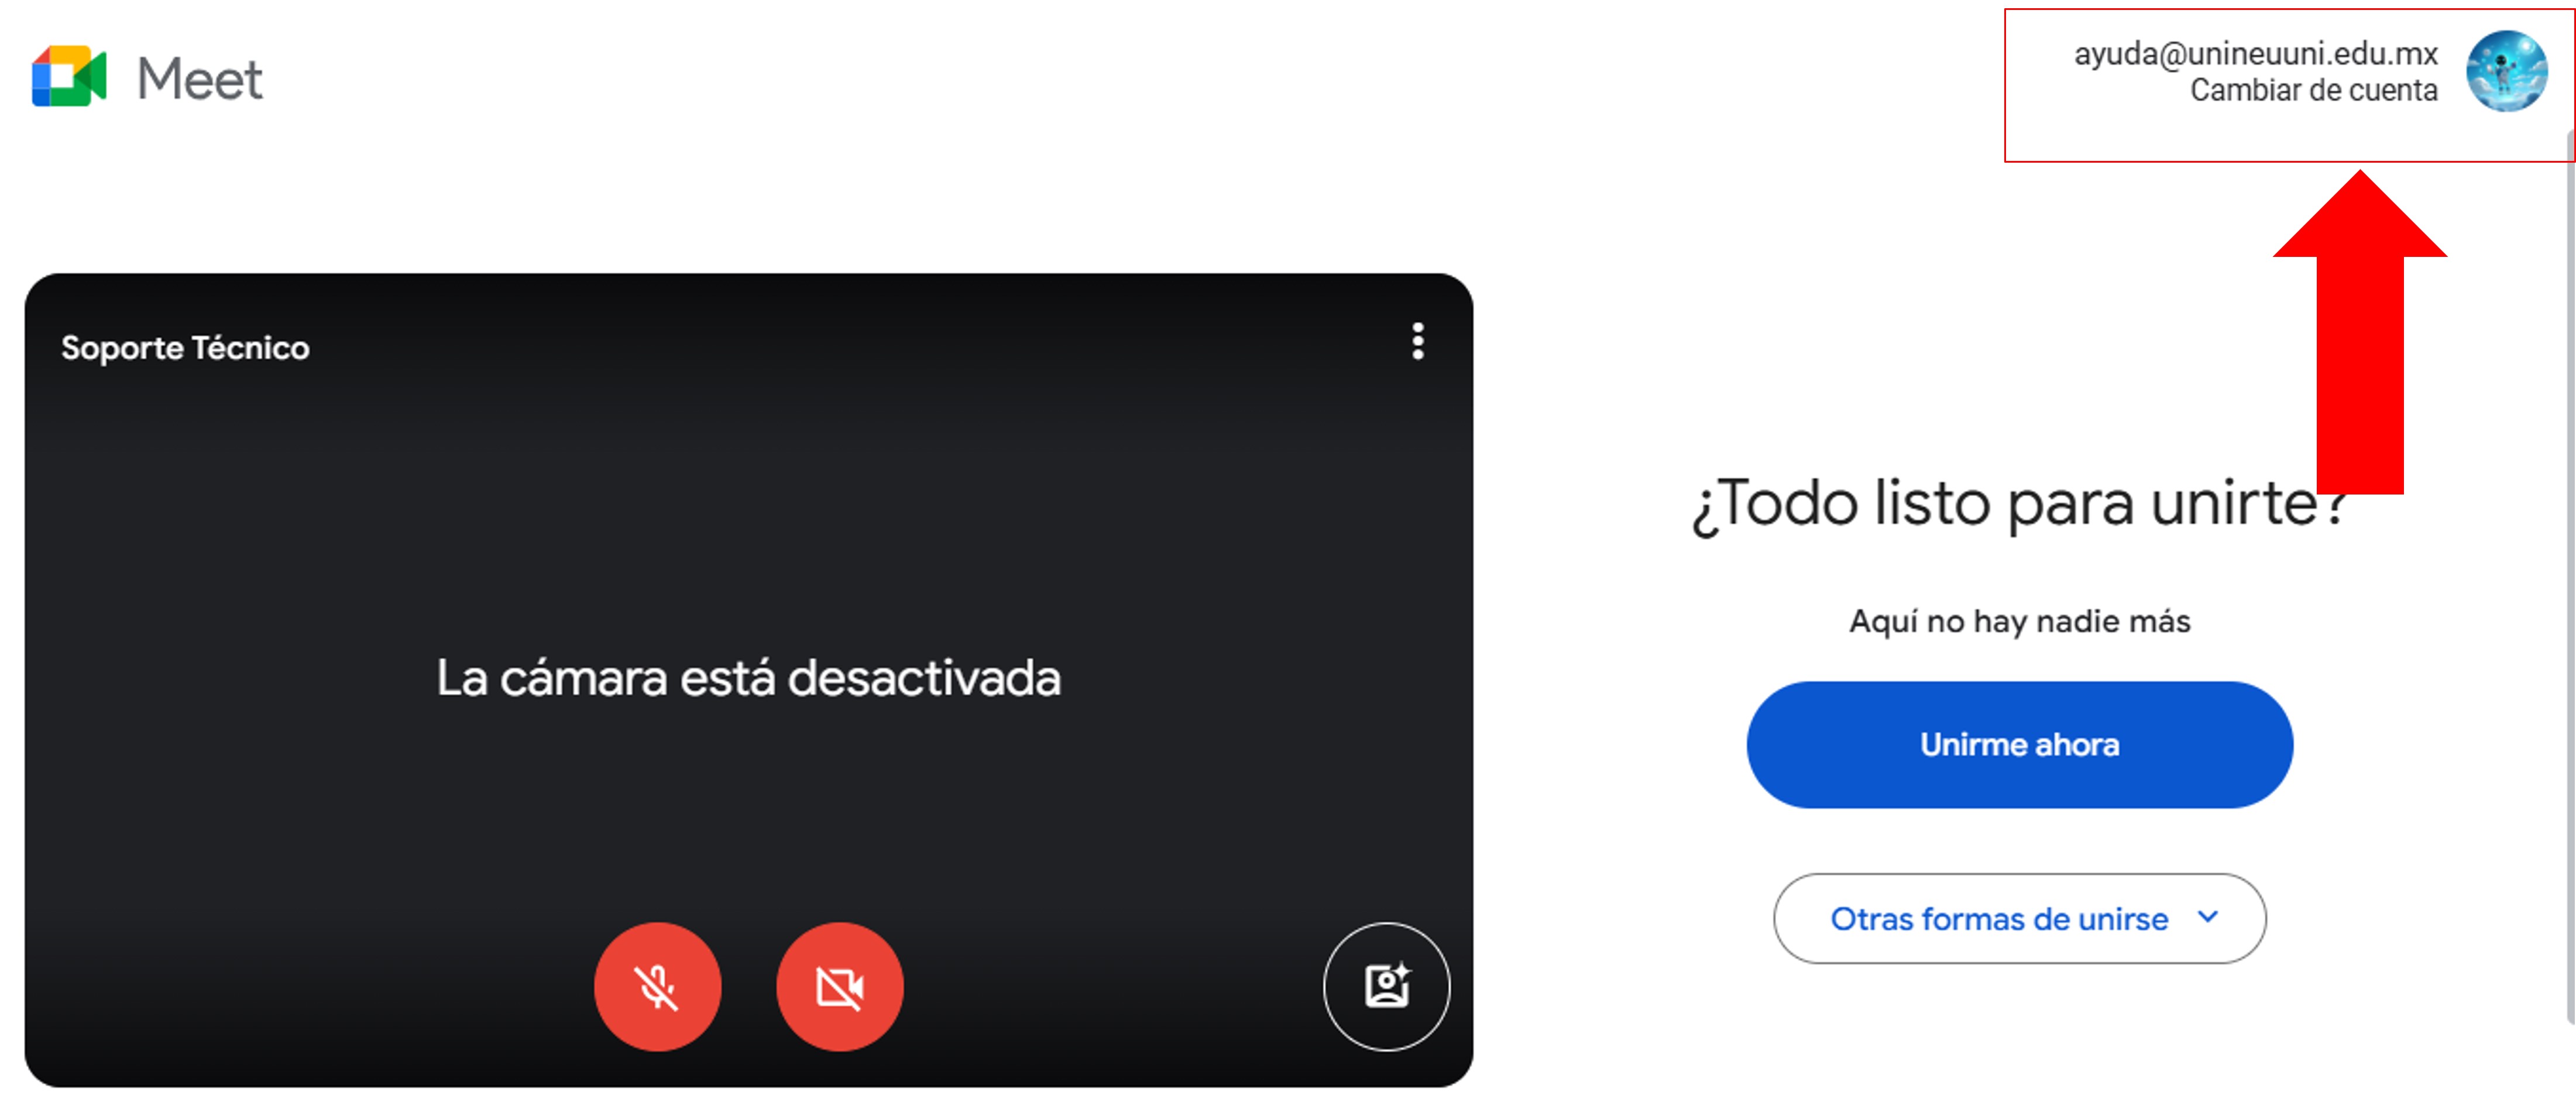 Meet
ayuda@unineuuni.edu.mx
Cambiar de cuenta
Soporte Técnico
La cámara está desactivada
¿Todo listo para unirte?
Aquí no hay nadie más
Unirme ahora
Otras formas de unirse